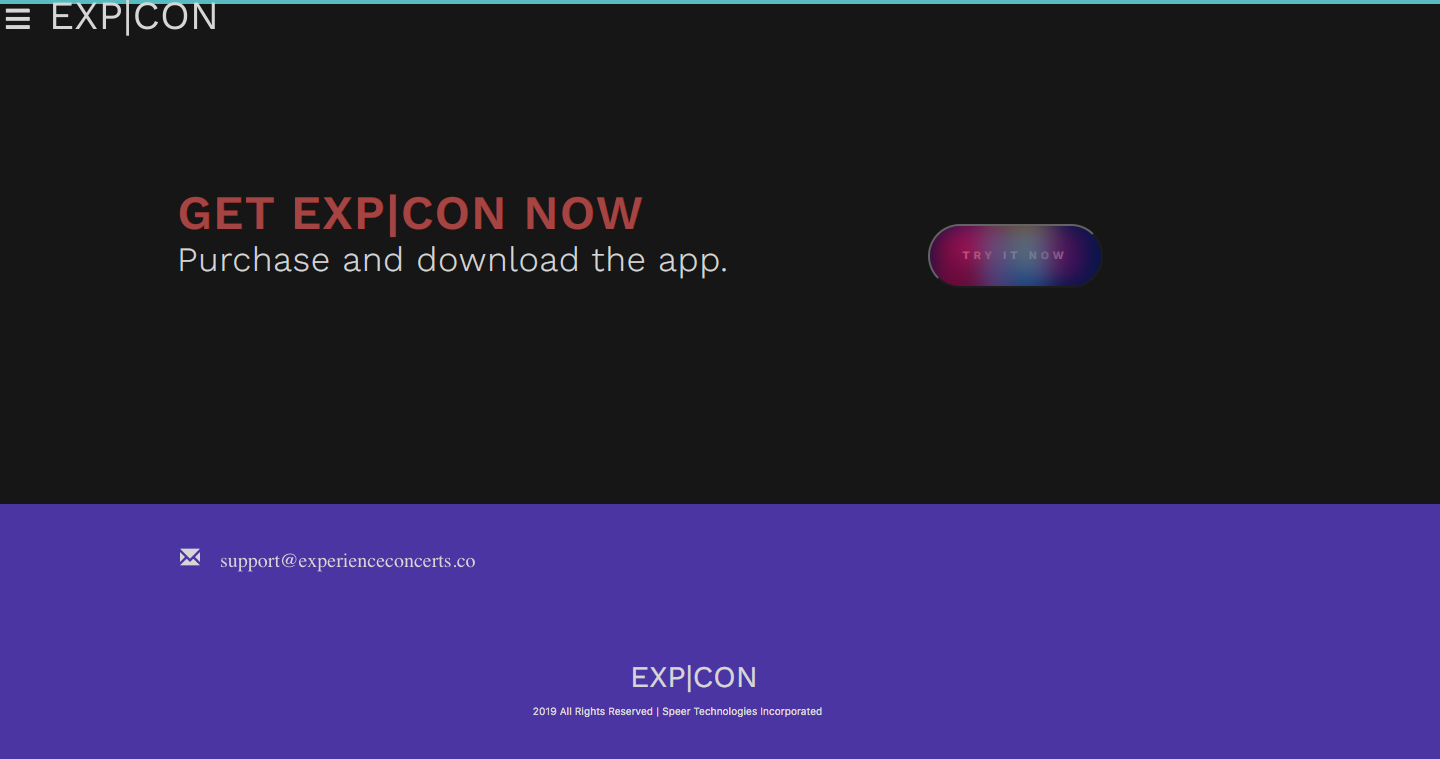 EXP|CON
GET EXP|CON NOW
Purchase and download the app.
TRY IT NOW
support@experienceconcerts.co
EXP|CON
2019 All Rights Reserved | Speer Technologies Incorporated